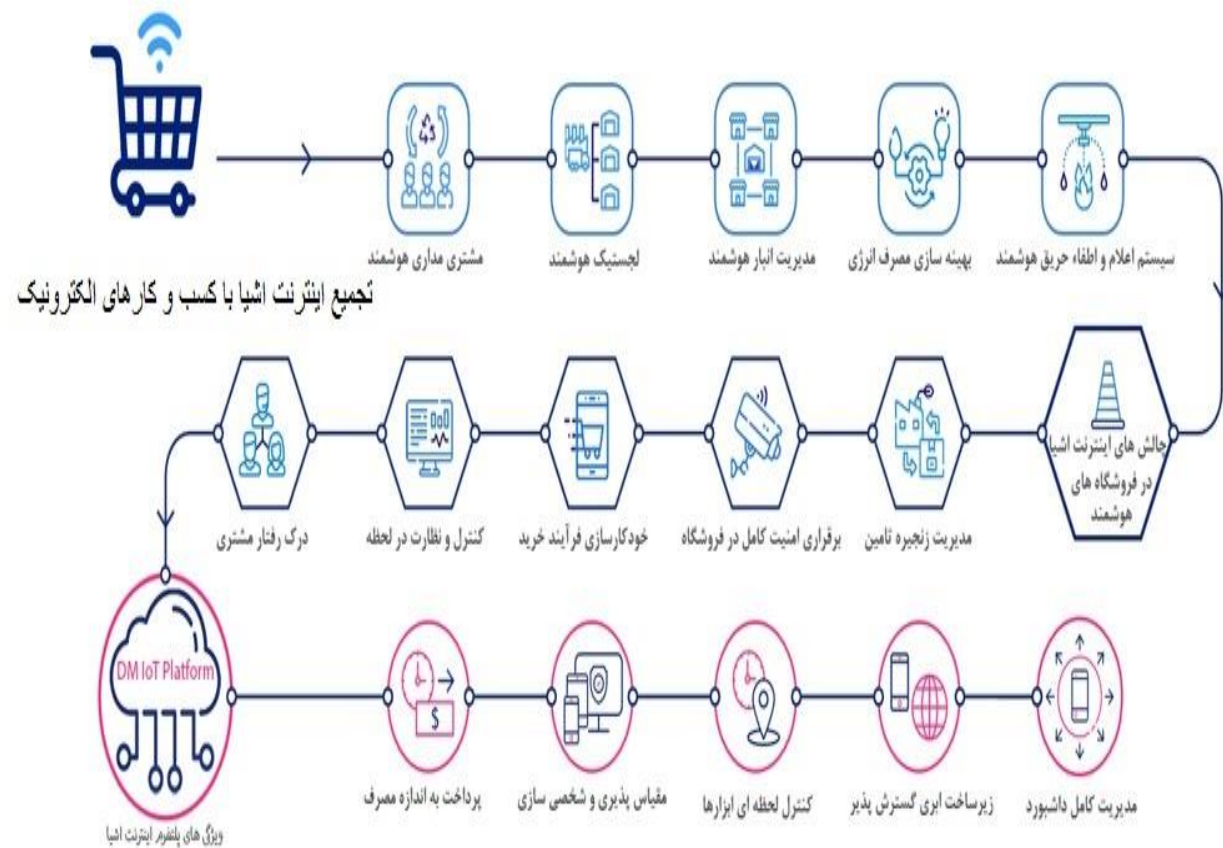 مشتری مداری هوشمند
لجستیک هوشمند
مدیریت انبار هوشمند
بهینه سازی مصرف انرژی
سیستم اعلام و اطفاء حریق هوشمند
تجمیع اینترنت اشیا با کسب و کارهای الکترونیک
چالش های اینترنت اشیا
در فروشگاه های
هوشمند
مدیریت زنجیره تامین
برقراری امنیت کامل در فروشگاه
خودکارسازی فرآیند خرید
کنترل و نظارت در لحظه
درک رفتار مشتری
DM IoT Platform
$
ویژگی های پلتفرم اینترنت اشیا
پرداخت به اندازه مصرف
مقیاس پذیری و شخصی سازی
کنترل لحظه ای ابزارها
زیرساخت ابری گسترش پذیر
مدیریت کامل داشبورد